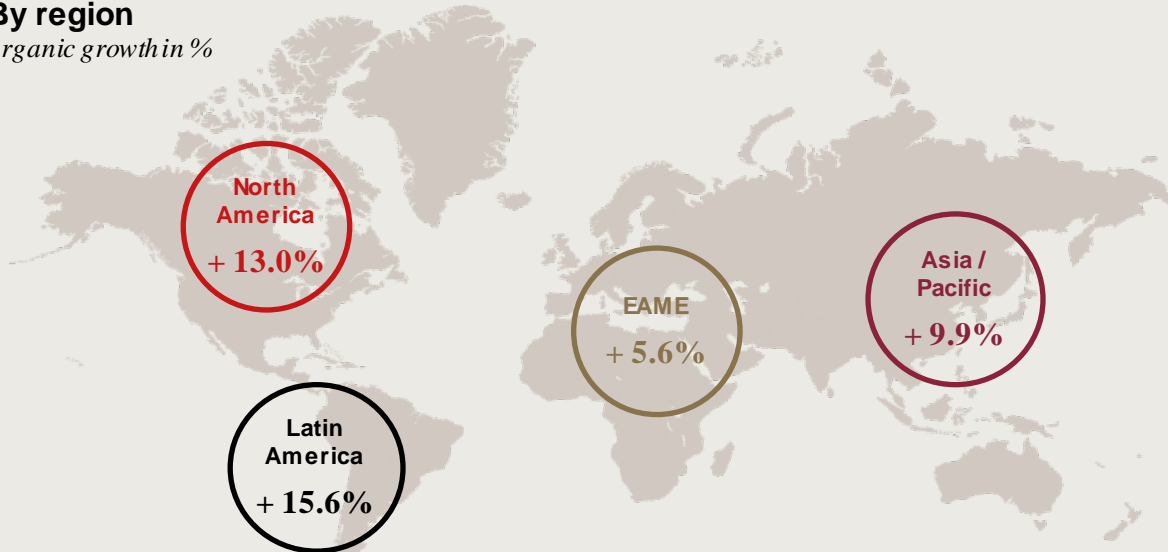 By region
rganic growth in %
North
America
+ 13.0%
EAME
+ 5.6%
Asia /
Pacific
+ 9.9%
Latin
America
+ 15.6%